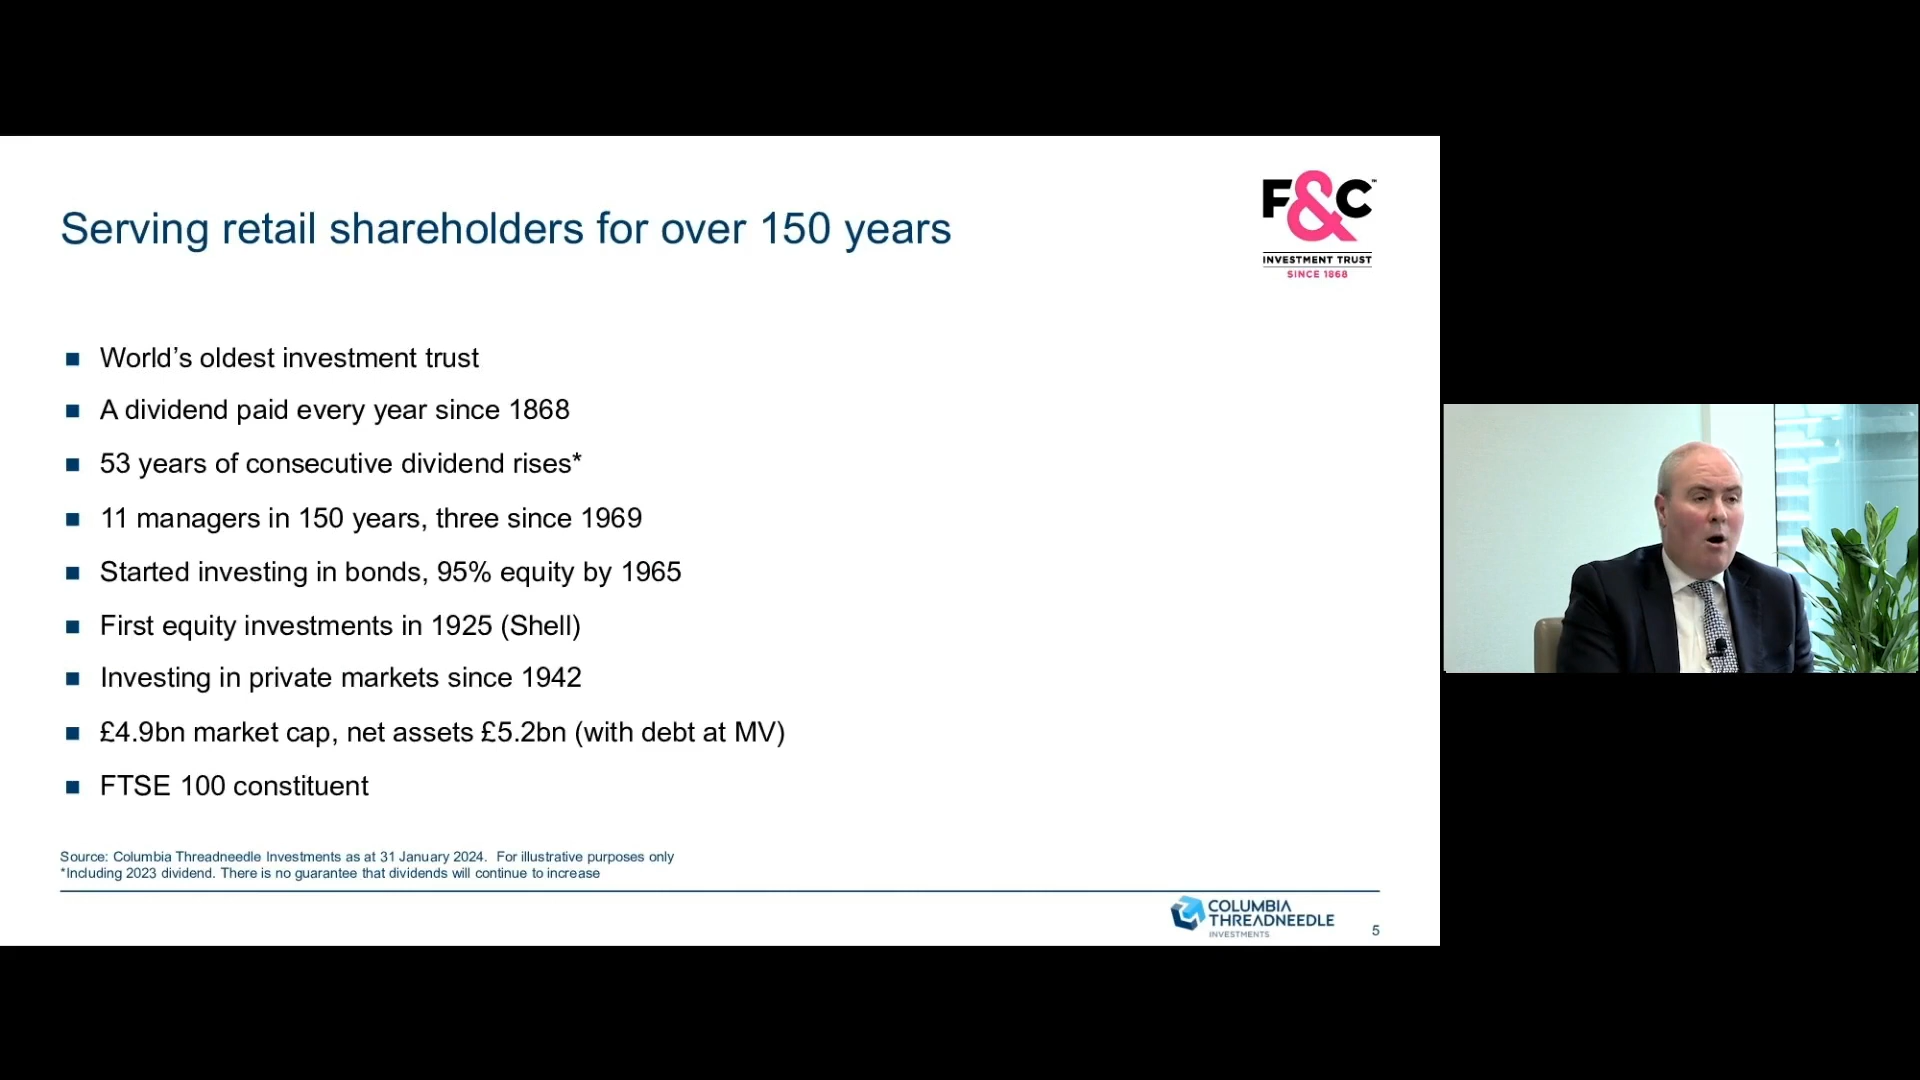 Serving retail shareholders for over 150 years
F&C™
INVESTMENT TRUST
SINCE 1868
World’s oldest investment trust
A dividend paid every year since 1868
53 years of consecutive dividend rises*
11 managers in 150 years, three since 1969
Started investing in bonds, 95% equity by 1965
First equity investments in 1925 (Shell)
Investing in private markets since 1942
£4.9bn market cap, net assets £5.2bn (with debt at MV)
FTSE 100 constituent
Source: Columbia Threadneedle Investments as at 31 January 2024. For illustrative purposes only
*Including 2023 dividend. There is no guarantee that dividends will continue to increase
COLUMBIA
THREADNEEDLE
INVESTMENTS
5